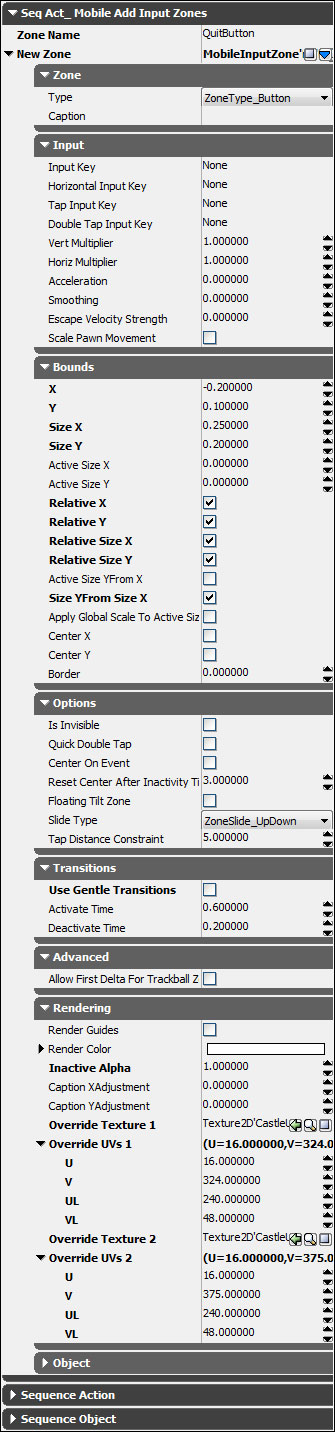 Seq Act_ Mobile Add Input Zones
Zone Name QuitButton
New Zone MobileInputZone'(
Zone
Type ZoneType_Button
Caption
Input
Input Key None
Horizontal Input Key None
Tap Input Key None
Double Tap Input Key None
Vert Multiplier 1.000000
Horiz Multiplier 1.000000
Acceleration 0.000000
Smoothing 0.000000
Escape Velocity Strength 0.000000
Scale Pawn Movement
Bounds
X -0.200000
Y 0.100000
Size X 0.250000
Size Y 0.200000
Active Size X 0.000000
Active Size Y 0.000000
Relative X
Relative Y
Relative Size X
Relative Size Y
Active Size YFrom X
Size YFrom Size X
Apply Global Scale To Active Siz
Center X
Center Y
Border 0.000000
Options
Is Invisible
Quick Double Tap
Center On Event
Reset Center After Inactivity Ti 3.000000
Floating Tilt Zone
Slide Type ZoneSlide_UpDown
Tap Distance Constraint 5.000000
Transitions
Use Gentle Transitions
Activate Time 0.600000
Deactivate Time 0.200000
Advanced
Allow First Delta For Trackball Z
Rendering
Render Guides
Render Color
Inactive Alpha 1.000000
Caption XAdjustment 0.000000
Caption YAdjustment 0.000000
Override Texture 1 Texture2D'CastleU
Override UVs 1 (U=16.000000,V=324.0
U 16.000000
V 324.000000
UL 240.000000
VL 48.000000
Override Texture 2 Texture2D'CastleU
Override UVs 2 (U=16.000000,V=375.0
U 16.000000
V 375.000000
UL 240.000000
VL 48.000000
Object
Sequence Action
Sequence Object